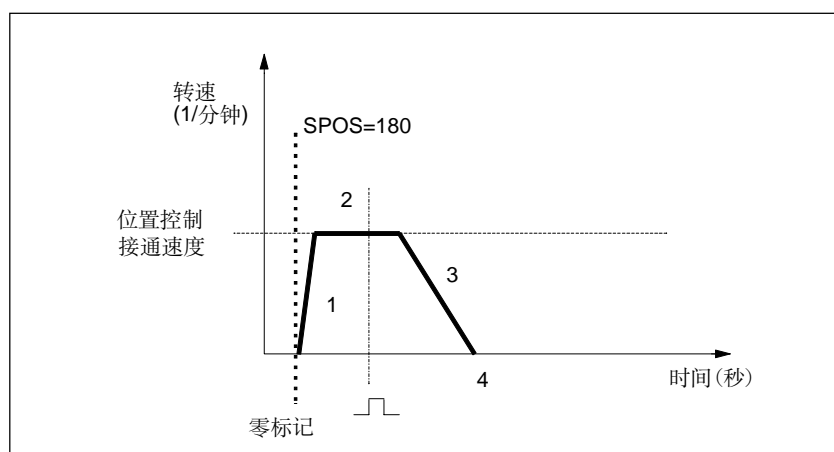 转速
(1/分钟)
SPOS=180
2
位置控制
接通速度
3
1
4
时间(秒)
零标记